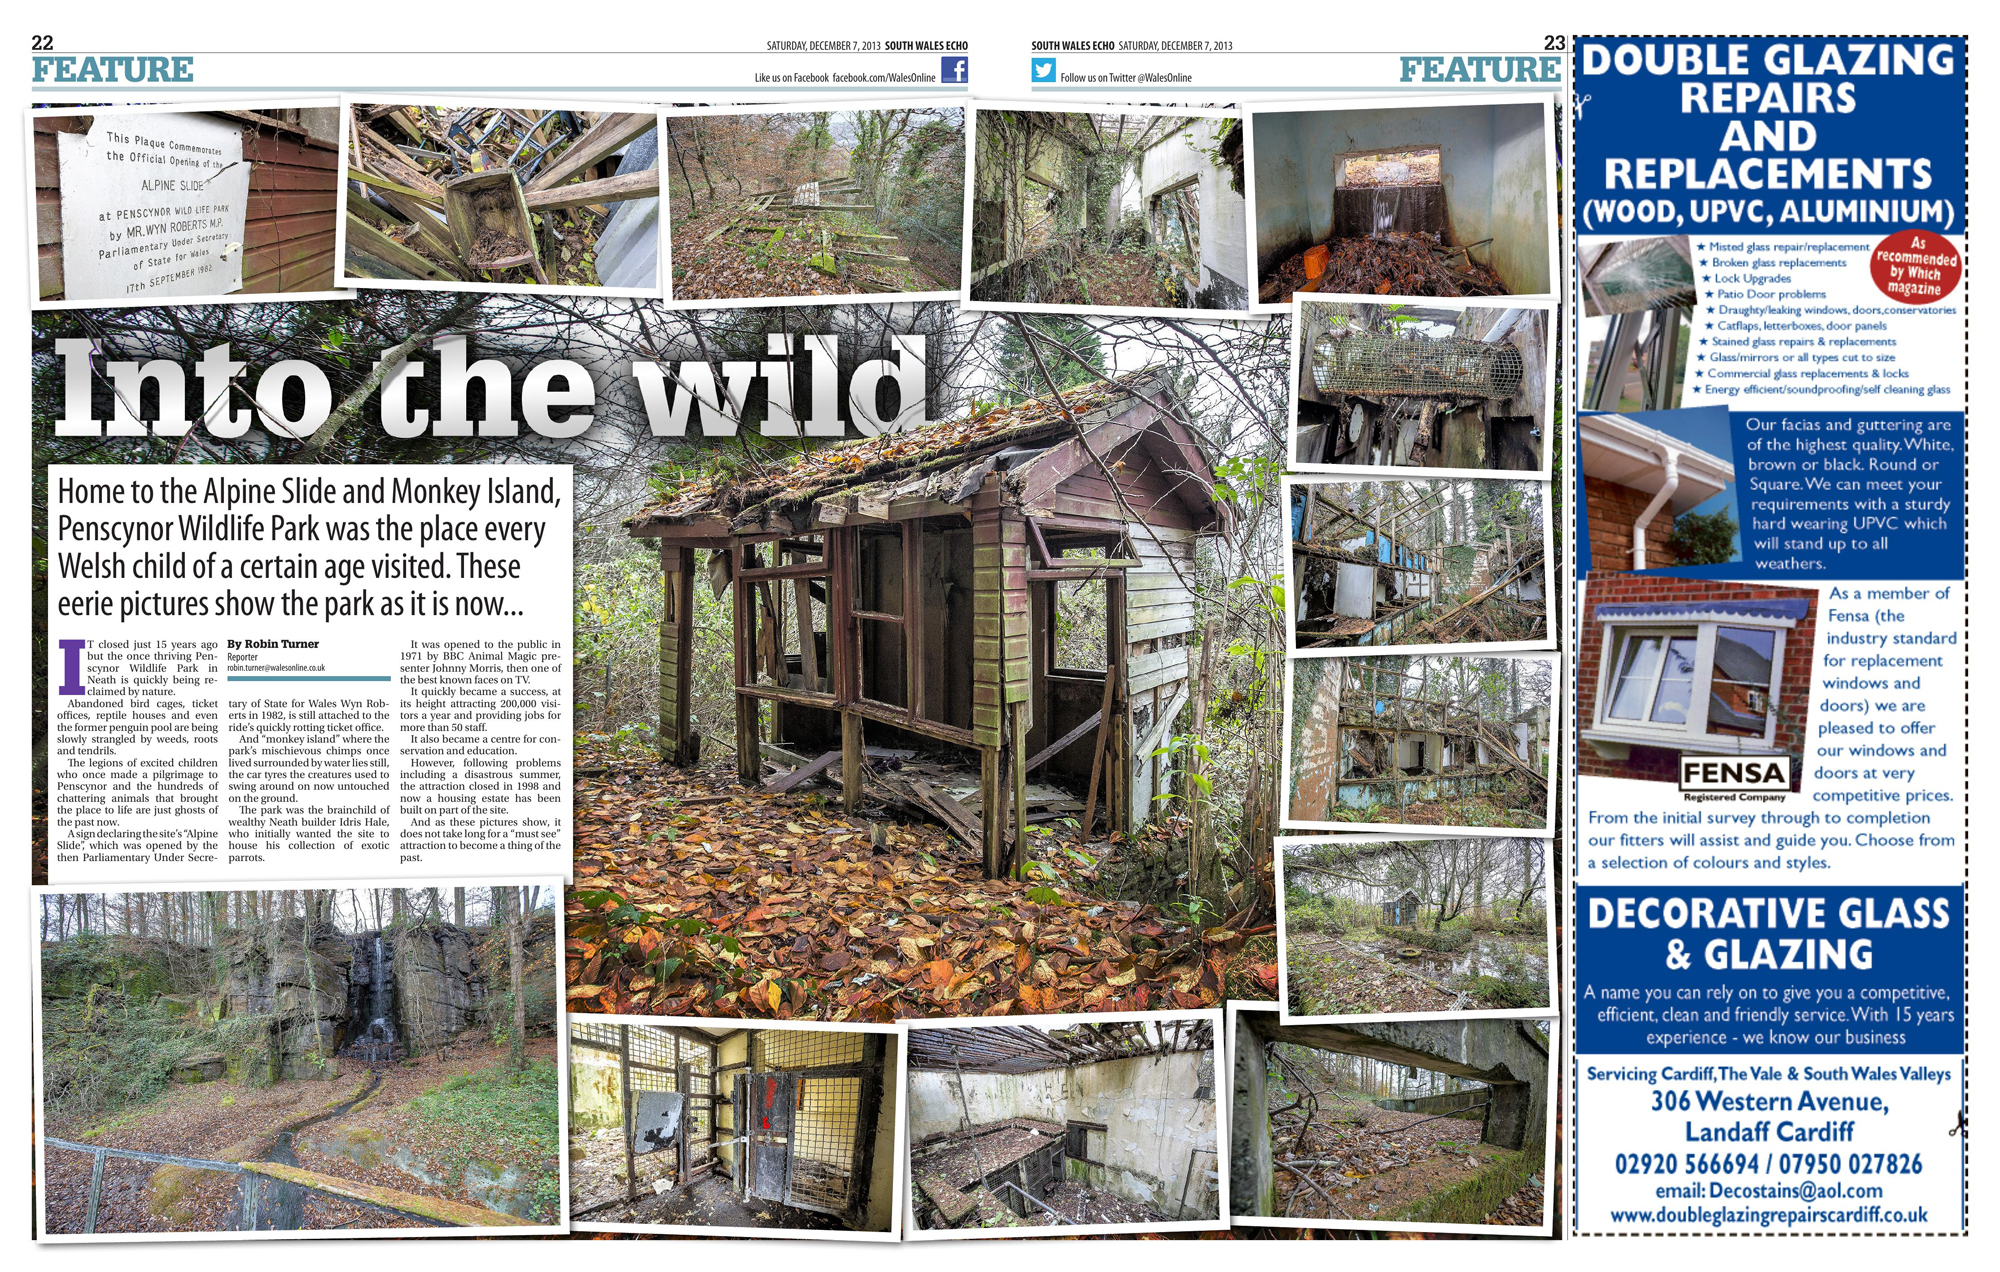 22
SATURDAY, DECEMBER 7, 2013 SOUTH WALES ECHO
FEATURE
Like us on Facebook facebook.com/WalesOnline
SOUTH WALES ECHO SATURDAY, DECEMBER 7, 2013
23
Follow us on Twitter @WalesOnline
FEATURE
This Plaque Commemorates
the Official Opening of the
ALPINE SLIDE
at PENSCYNOR WILD LIFE PARK
by MR. WYN ROBERTS M.P.
Parliamentary Under Secretary
of State for Wales
17th SEPTEMBER 1982
Into the wild
Home to the Alpine Slide and Monkey Island,
Penscynor Wildlife Park was the place every
Welsh child of a certain age visited. These
eerie pictures show the park as it is now...
IT closed just 15 years ago
but the once thriving Pen-
scynor Wildlife Park in
Neath is quickly being re-
claimed by nature.
Abandoned bird cages, ticket
offices, reptile houses and even
the former penguin pool are being
slowly strangled by weeds, roots
and tendrils.
The legions of excited children
who once made a pilgrimage to
Penscynor and the hundreds of
chattering animals that brought
the place to life are just ghosts of
the past now.
A sign declaring the site's "Alpine
Slide", which was opened by the
then Parliamentary Under Secre-
By Robin Turner
Reporter
robin.turner@walesonline.co.uk
tary of State for Wales Wyn Rob-
erts in 1982, is still attached to the
ride's quickly rotting ticket office.
And "monkey island" where the
park's mischievous chimps once
lived surrounded by water lies still,
the car tyres the creatures used to
swing around on now untouched
on the ground.
The park was the brainchild of
wealthy Neath builder Idris Hale,
who initially wanted the site to
house his collection of exotic
parrots.
It was opened to the public in
1971 by BBC Animal Magic pre-
senter Johnny Morris, then one of
the best known faces on TV.
It quickly became a success, at
its height attracting 200,000 visi-
tors a year and providing jobs for
more than 50 staff.
It also became a centre for con-
servation and education.
However, following problems
including a disastrous summer,
the attraction closed in 1998 and
now a housing estate has been
built on part of the site.
And as these pictures show, it
does not take long for a "must see"
attraction to become a thing of the
past.
DOUBLE GLAZING
REPAIRS
AND
REPLACEMENTS
(WOOD, UPVC, ALUMINIUM)
★ Misted glass repair/replacement
★ Broken glass replacements
★ Lock Upgrades
★ Patio Door problems
★ Draughty/leaking windows, doors,conservatories
★ Catflaps, letterboxes, door panels
★ Stained glass repairs & replacements
★ Glass/mirrors or all types cut to size
★ Commercial glass replacements & locks
★ Energy efficient/soundproofing/self cleaning glass
As
recommended
by Which
magazine
Our facias and guttering are
of the highest quality. White,
brown or black. Round or
Square. We can meet your
requirements with a sturdy
hard wearing UPVC which
will stand up to all
weathers.
As a member of
Fensa (the
industry standard
for replacement
windows and
doors) we are
pleased to offer
our windows and
doors at very
competitive prices.
FENSA
Registered Company
From the initial survey through to completion
our fitters will assist and guide you. Choose from
a selection of colours and styles.
DECORATIVE GLASS
& GLAZING
A name you can rely on to give you a competitive,
efficient, clean and friendly service. With 15 years
experience - we know our business
Servicing Cardiff, The Vale & South Wales Valleys
306 Western Avenue,
Landaff Cardiff
02920 566694 / 07950 027826
email: Decostains@aol.com
www.doubleglazingrepairscardiff.co.uk